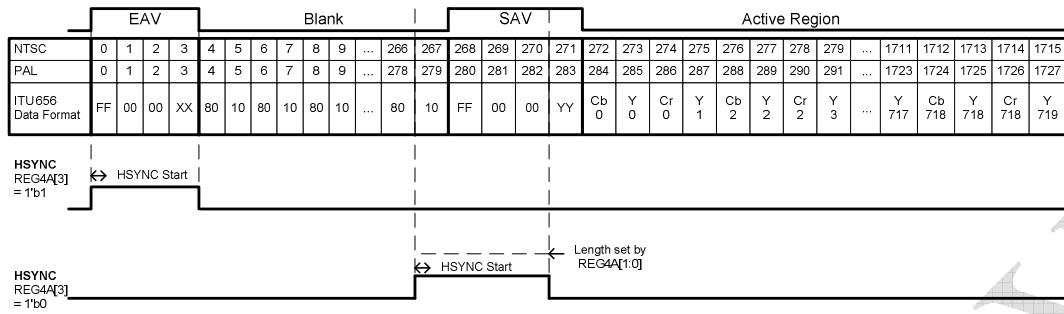 EAV Blank SAV Active Region
NTSC 0 1 2 3 4 5 6 7 8 9 ... 266 267 268 269 270 271 272 273 274 275 276 277 278 279 ... 1711 1712 1713 1714 1715
PAL 0 1 2 3 4 5 6 7 8 9 ... 278 279 280 281 282 283 284 285 286 287 288 289 290 291 ... 1723 1724 1725 1726 1727
ITU656 Data Format FF 00 00 XX 80 10 80 10 80 10 ... 80 10 FF 00 00 YY Cb 0 Y 0 Cr 0 Y 1 Cb 2 Y 2 Cr 2 Y 3 ... Y 717 Cb 718 Y 718 Cr 718 Y 719
HSYNC
REG4A[3]
= 1'b1
HSYNC Start
Length set by
REG4A[1:0]
HSYNC Start
HSYNC
REG4A[3]
= 1'b0